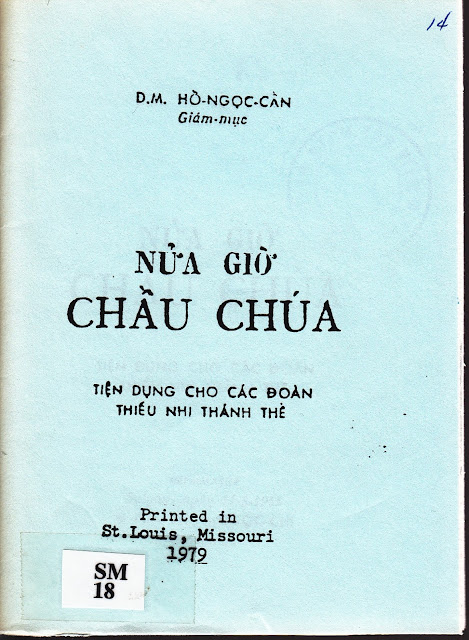 14
D.M. HỒ-NGỌC-CẨN
Giám-mục
NỬA GIỜ
CHẦU CHÚA
TIỆN DỤNG CHO CÁC ĐOÀN
THIẾU NHI THÁNH THỂ
Printed in
St.Louis, Missouri
1979
SM
18